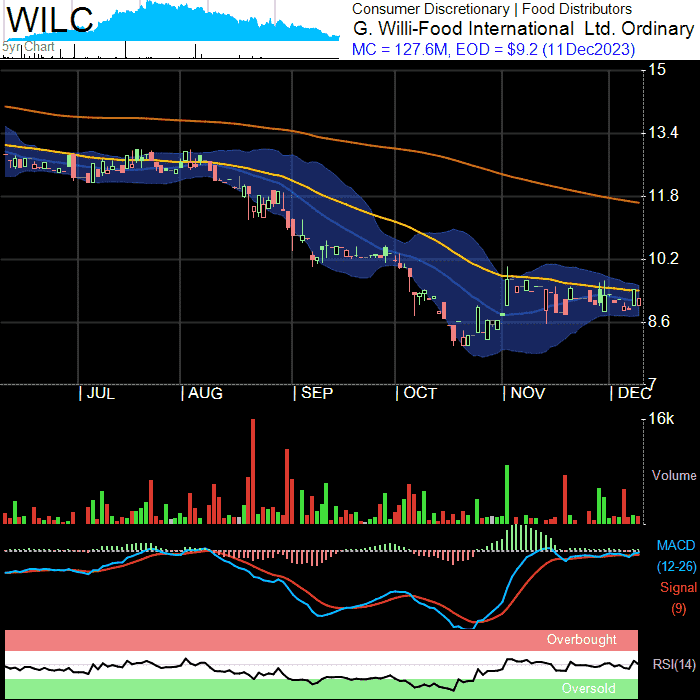 WILC
5yr Chart
Consumer Discretionary | Food Distributors
G. Willi-Food International Ltd. Ordinary
MC = 127.6M, EOD = $9.2 (11Dec2023)
15
13.4
11.8
10.2
8.6
7
| JUL | AUG | SEP | OCT | NOV | DEC
16k
Volume
MACD
(12-26)
Signal
(9)
Overbought
RSI(14)
Oversold